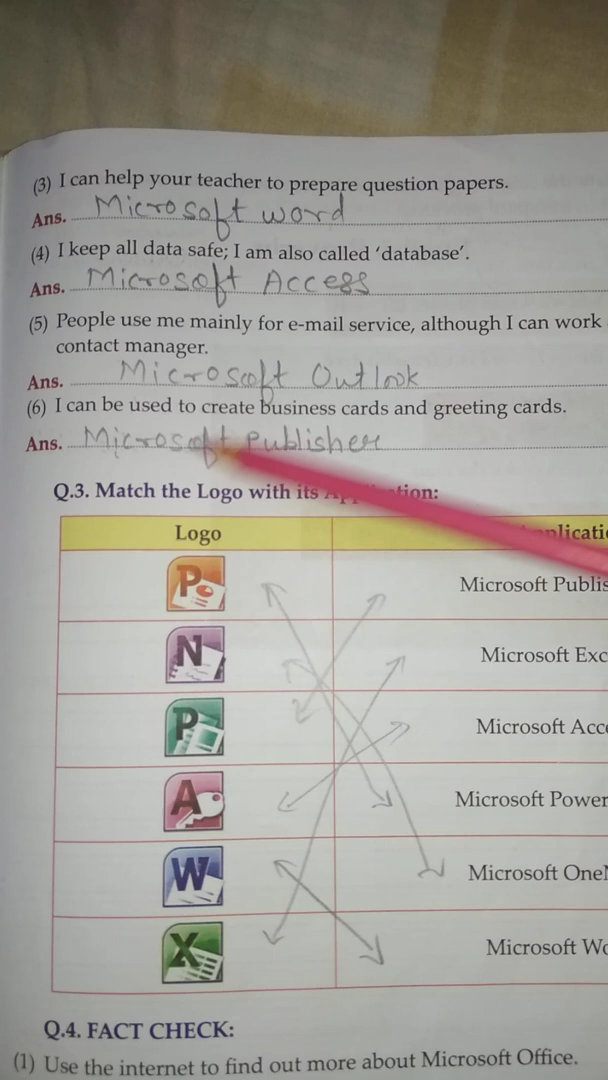 (3) I can help your teacher to prepare question papers.
Ans. Microsoft word
(4) I keep all data safe; I am also called 'database'.
Ans. Microsoft Access
(5) People use me mainly for e-mail service, although I can work
contact manager.
Ans. Microsoft Outlook
(6) I can be used to create business cards and greeting cards.
Ans. Microsoft Publisher
Q.3. Match the Logo with its
Logo
P Microsoft Publis
N Microsoft Exc
P Microsoft Acce
A Microsoft Power
W Microsoft One
X Microsoft Wo
Q.4. FACT CHECK:
(1) Use the internet to find out more about Microsoft Office.